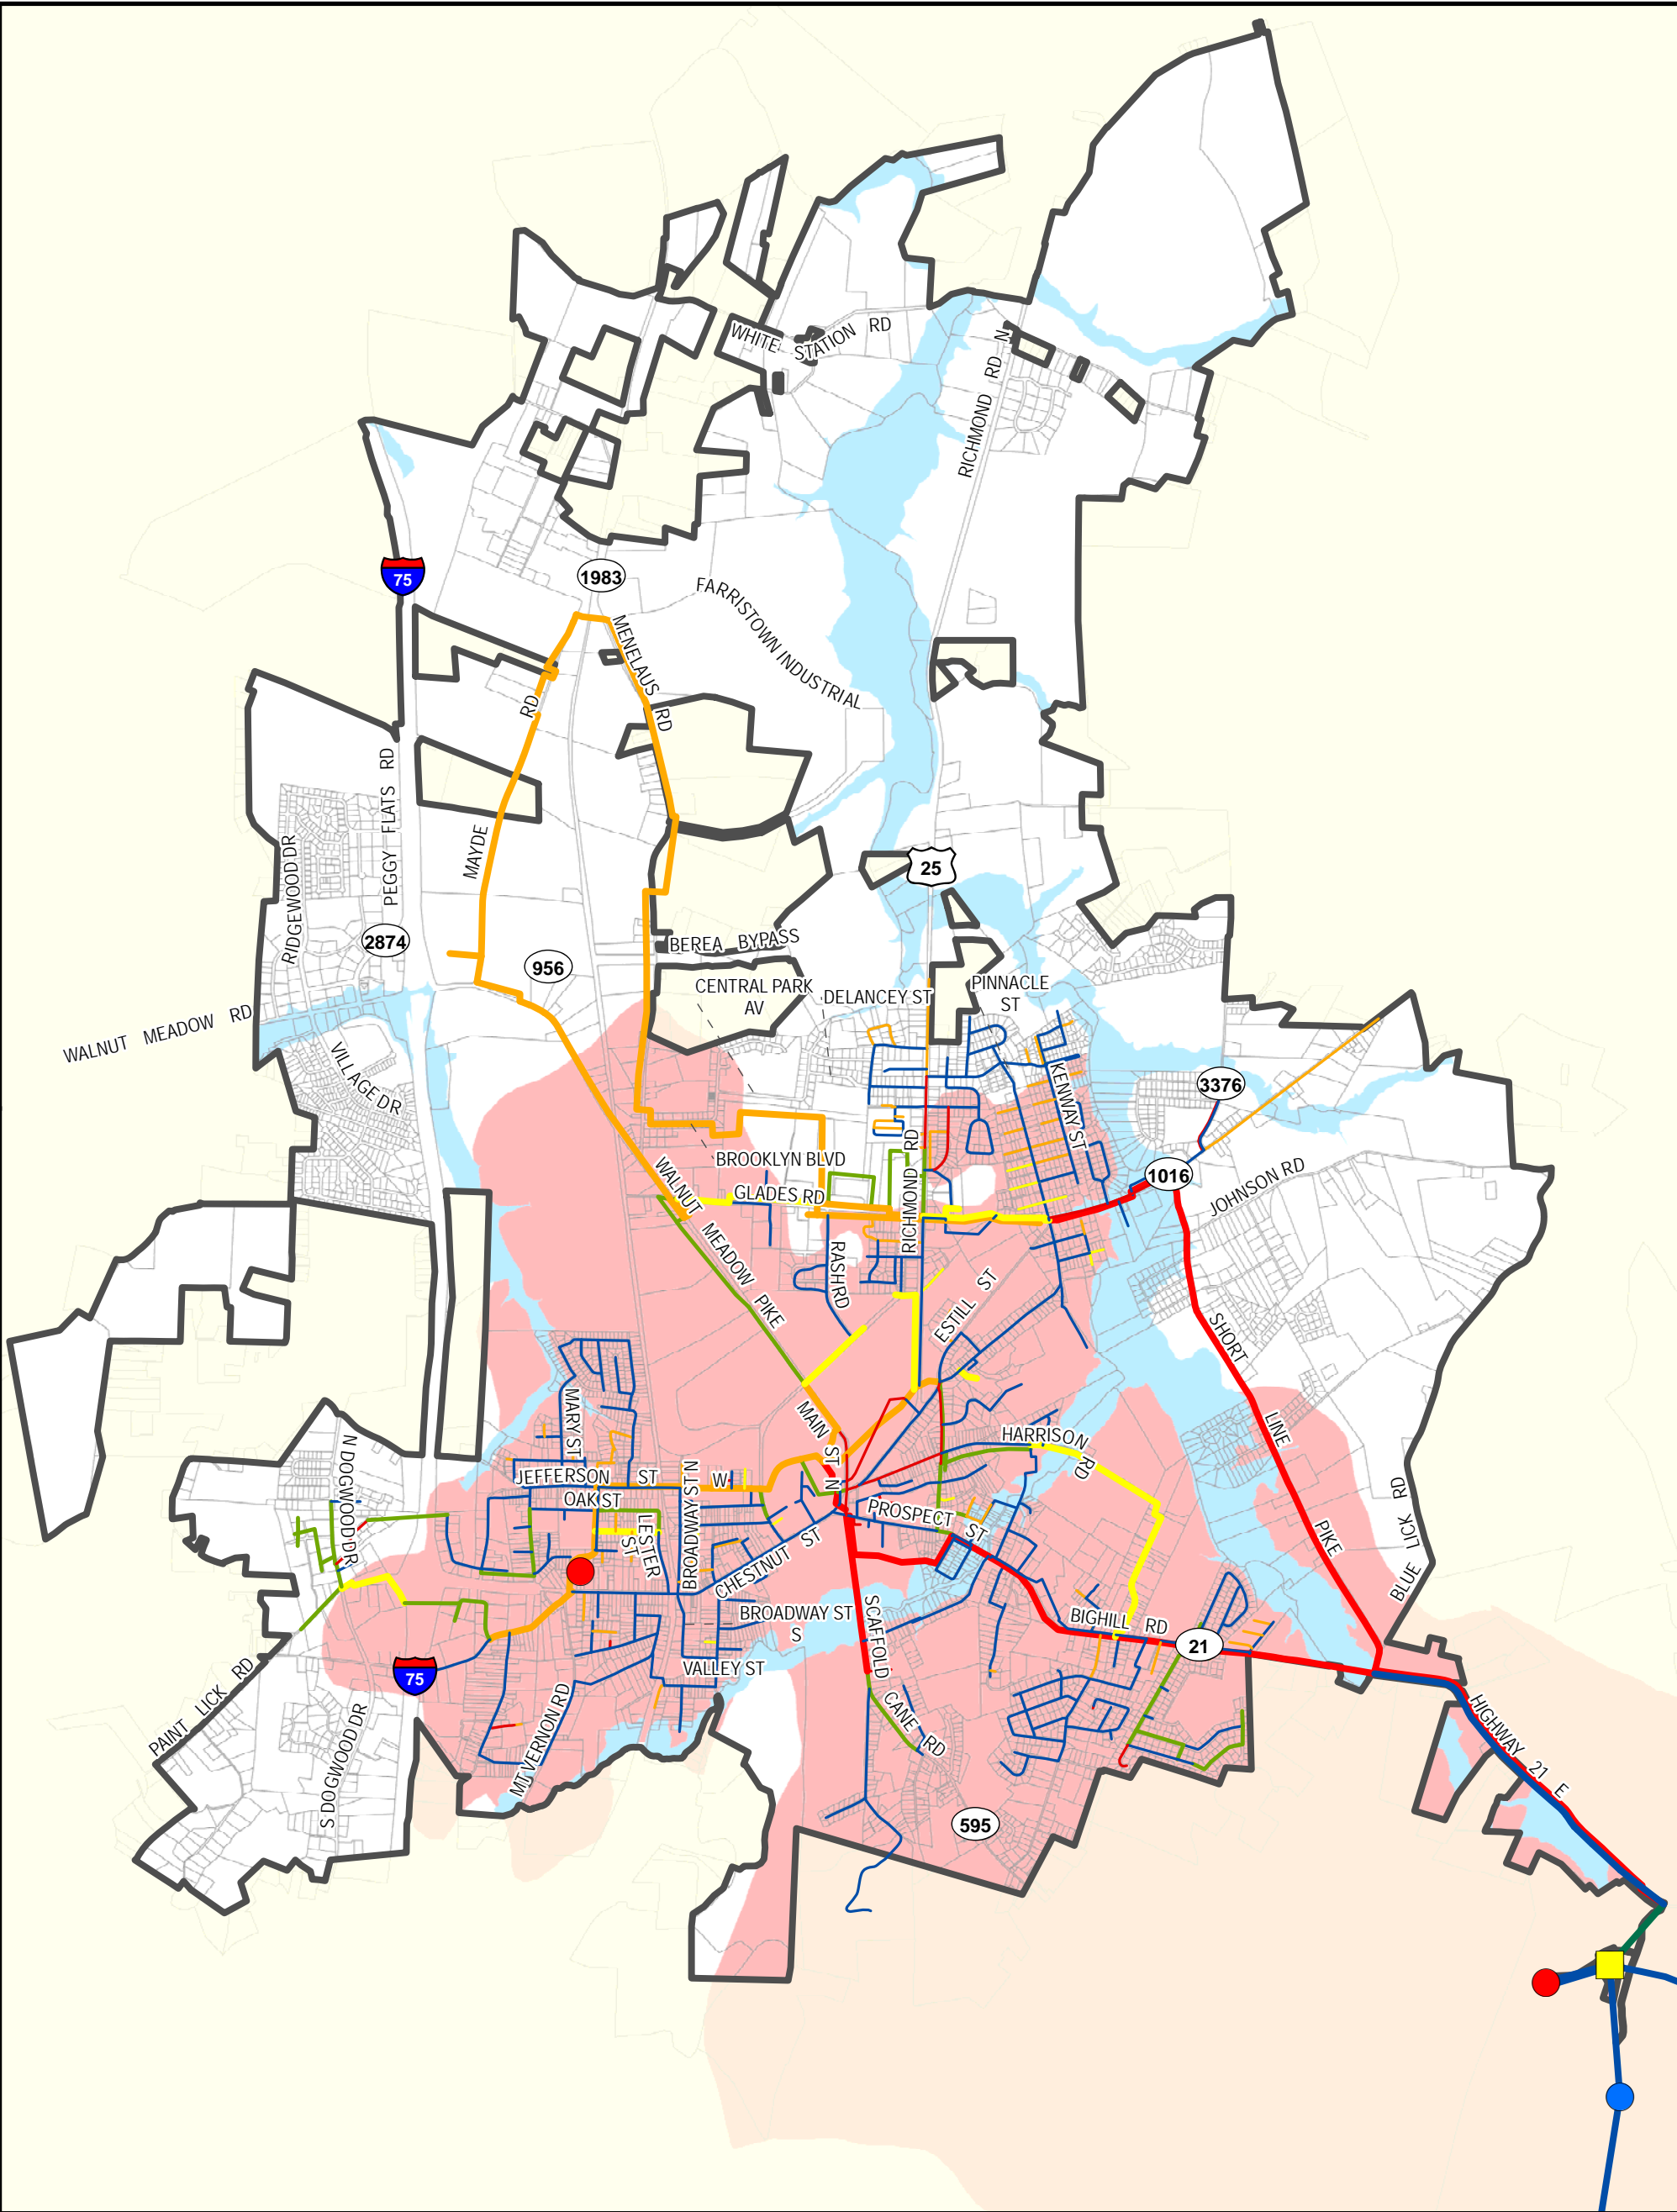 WHITE STATION RD
RICHMOND RD N
75
1983
FARRISTOWN INDUSTRIAL
MENELAUS RD
RD
MAYDE
PEGGY FLATS RD
RIDGEWOOD DR
25
2874
956
BEREA BYPASS
CENTRAL PARK
AV
DELANCEY ST
PINNACLE
ST
WALNUT MEADOW RD
VILLAGE DR
KENWAY ST
3376
BROOKLYN BLVD
GLADES RD
RICHMOND RD
1016
JOHNSON RD
WALNUT MEADOW PIKE
RASH RD
ESTILL ST
SHORT LINE PIKE
MARY ST
MAIN ST N
HARRISON RD
JEFFERSON ST
W
OAK ST
N DOGWOOD DR
LESTER
ST
BROADWAY ST N
PROSPECT ST
CHESTNUT ST
BLUE LICK RD
BROADWAY ST
S
SCAFFOLD CANE RD
BIGHILL RD
21
VALLEY ST
75
PAINT LICK RD
S DOGWOOD DR
MT VERNON RD
HIGHWAY 21 E
595